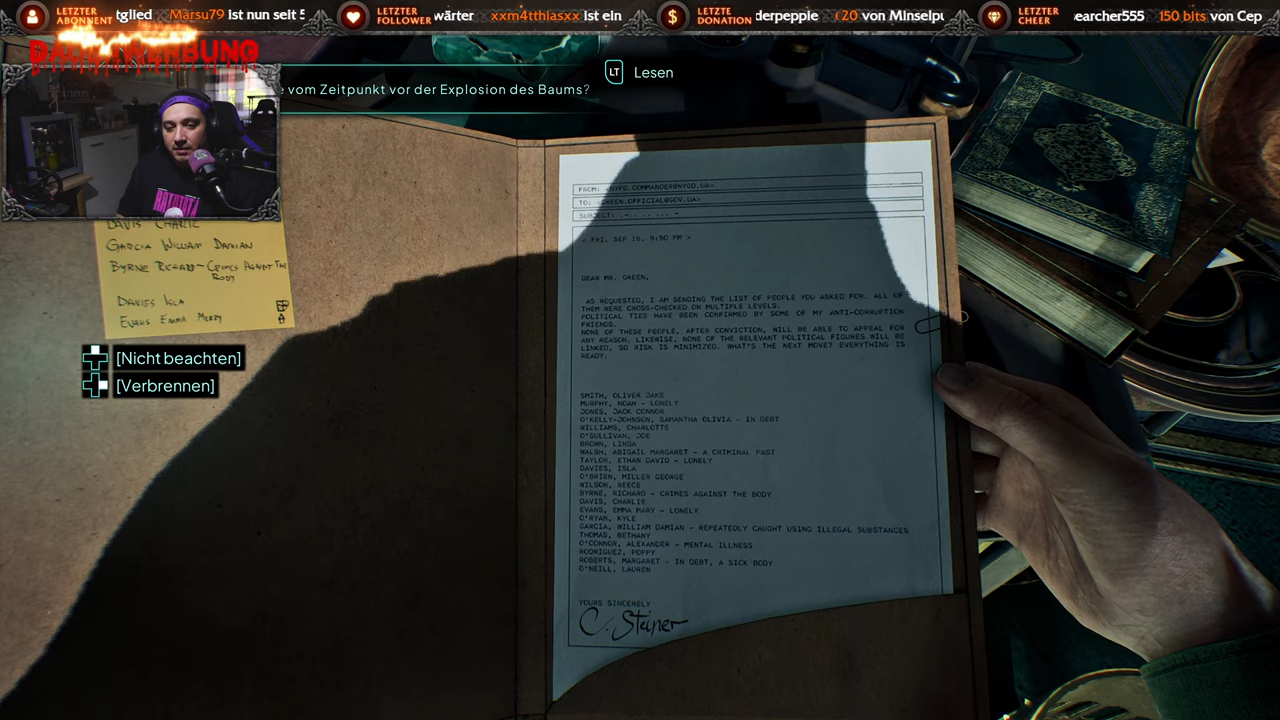 LETZTER ABONNENT
tglied Marsu79 ist nun seit 5
LETZTER FOLLOWER
wärter xxm4tthiasxx ist ein
LETZTE DONATION
derpeppie €20 von Minselpu
LETZTER CHEER
earcher555 150 bits von Cep
Lesen
LT
e vom Zeitpunkt vor der Explosion des Baums?
DAVIS CHARLIE
GARCIA WILLIAM DAMIAN
BYRNE RICHARD – CRIMES AGAINST THE
BODY
DAVIES ISLA
EVANS EMMA MERRY
[Nicht beachten]
[Verbrennen]
FROM: <NYPD.COMMANDER@NYGD.UA>
TO: <GREEN.OFFICIAL@GOV.UA>
SUBJECT:
< FRI, SEP 16, 9:50 PM >
DEAR MR. GREEN,
AS REQUESTED, I AM SENDING THE LIST OF PEOPLE YOU ASKED FOR. ALL OF
THEM WERE CROSS-CHECKED ON MULTIPLE LEVELS.
POLITICAL TIES HAVE BEEN CONFIRMED BY SOME OF MY ANTI-CORRUPTION
FRIENDS.
NONE OF THESE PEOPLE, AFTER CONVICTION, WILL BE ABLE TO APPEAL FOR
ANY REASON. LIKEWISE, NONE OF THE RELEVANT POLITICAL FIGURES WILL BE
LINKED, SO RISK IS MINIMIZED. WHAT'S THE NEXT MOVE? EVERYTHING IS
READY.
SMITH, OLIVER JAKE
MURPHY, NOAH – LONELY
JONES, JACK CONNOR
O'KELLY-JOHNSON, SAMANTHA OLIVIA – IN DEBT
WILLIAMS, CHARLOTTE
O'SULLIVAN, JOE
BROWN, LINDA
WALSH, ABIGAIL MARGARET – A CRIMINAL PAST
TAYLOR, ETHAN DAVID – LONELY
DAVIES, ISLA
O'BRIEN, MILLER GEORGE
WILSON, REECE
BYRNE, RICHARD – CRIMES AGAINST THE BODY
DAVIS, CHARLIE
EVANS, EMMA MARY – LONELY
O'RYAN, KYLE
GARCIA, WILLIAM DAMIAN – REPEATEDLY CAUGHT USING ILLEGAL SUBSTANCES
THOMAS, BETHANY
O'CONNOR, ALEXANDER – MENTAL ILLNESS
RODRIGUEZ, POPPY
ROBERTS, MARGARET – IN DEBT, A SICK BODY
O'NEILL, LAUREN
YOURS SINCERELY
C. Steiner